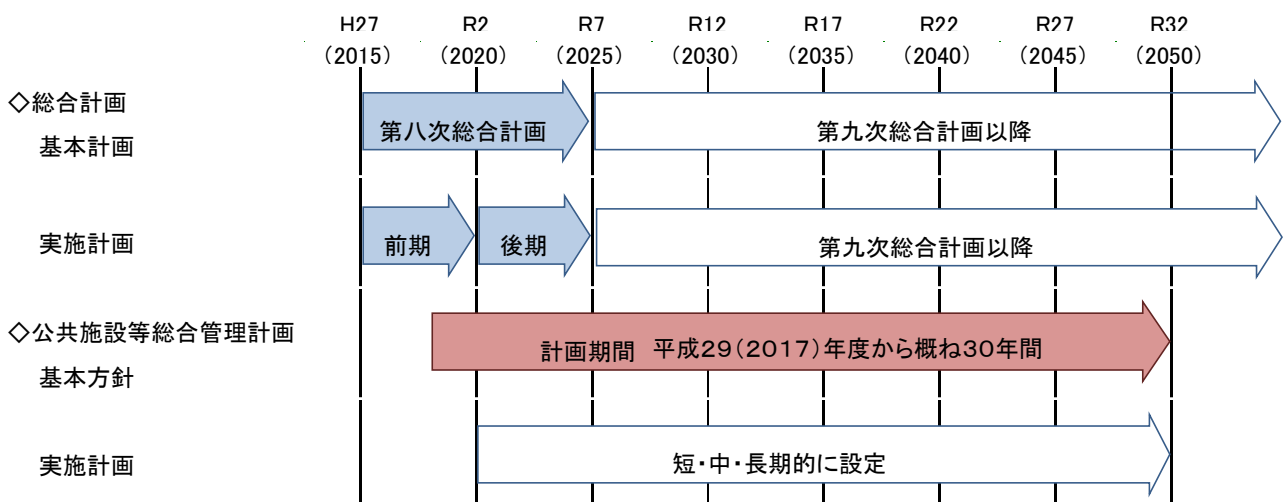 H27 R2 R7 R12 R17 R22 R27 R32
(2015) (2020) (2025) (2030) (2035) (2040) (2045) (2050)
◇総合計画
基本計画
第八次総合計画
第九次総合計画以降
実施計画
前期
後期
第九次総合計画以降
◇公共施設等総合管理計画
基本方針
計画期間 平成29(2017)年度から概ね30年間
実施計画
短・中・長期的に設定